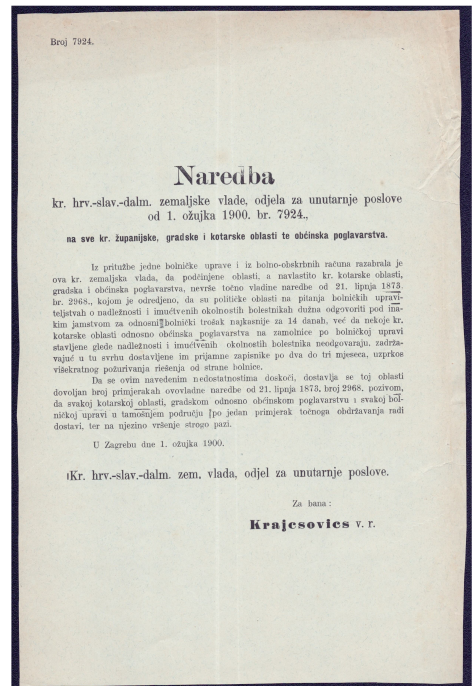 Broj 7924.
Naredba
kr. hrv.-slav.-dalm. zemaljske vlade, odjela za unutarnje poslove
od 1. ožujka 1900. br. 7924.,
na sve kr. županijske, gradske i kotarske oblasti te občinska poglavarstva.
Iz pritužbe jedne bolničke uprave i iz bolno-obskrbnih računa razabrala je
ova kr. zemaljska vlada, da podčinjene oblasti, a navlastito kr. kotarske oblasti,
gradska i občinska poglavarstva, nevrše točno vladine naredbe od 21. lipnja 1873.
br. 2968., kojom je odredjeno, da su političke oblasti na pitanja bolničkih upravi-
teljstvah o nadležnosti i imućtvenih okolnostih bolestnikah dužna odgovoriti pod ina-
kim jamstvom za odnosni bolnički trošak najkasnije za 14 danah, već da nekoje kr.
kotarske oblasti odnosno občinska poglavarstva na zamolnice po bolničkoj upravi
stavljene glede nadležnosti i imućtvenih okolnosti bolestnika neodgovaraju, zadrža-
vajuć u tu svrhu dostavljene im prijamne zapisnike po dva do tri mjeseca, uzprkos
višekratnog požurivanja riešenja od strane bolnice.
Da se ovim navedenim nedostatnostima doskoči, dostavlja se toj oblasti
dovoljan broj primjerakah ovovladne naredbe od 21. lipnja 1873, broj 2968. pozivom,
da svakoj kotarskoj oblasti, gradskom odnosno občinskom poglavarstvu i svakoj bol-
ničkoj upravi u tamošnjem području po jedan primjerak točnoga obdržavanja radi
dostavi, ter na njezino vršenje strogo pazi.
U Zagrebu dne 1. ožujka 1900.
Kr. hrv.-slav.-dalm. zem. vlada, odjel za unutarnje poslove.
Za bana:
Krajcsovics v. r.